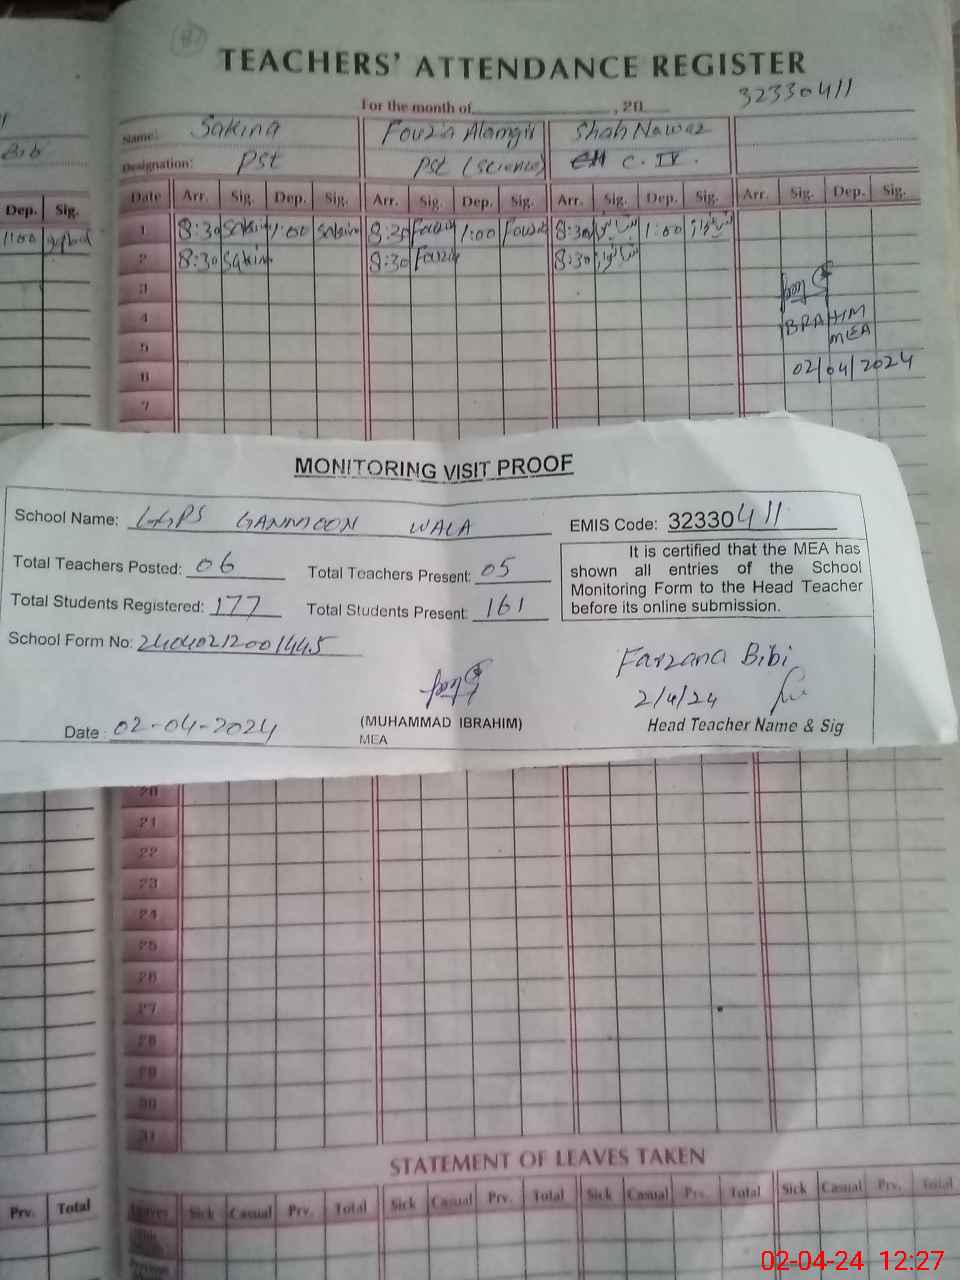 TEACHERS' ATTENDANCE REGISTER
For the month of , 20
32330411
Name: Sakina Fouzia Alamgir Shah Nawaz
Bibi
Designation: PST PST (Science) C.IV.
Dep. Sig. Date Arr. Sig. Dep. Sig. Arr. Sig. Dep. Sig. Arr. Sig. Dep. Sig. Arr. Sig. Dep. Sig.
1:00 1 8:30 Sakina 1:00 Sakina 8:30 Fouzia 1:00 Fouzia 8:30 1:00
2 8:30 Sakina 8:30 Fouzia 8:30
3
4
IBRAHIM
5
MEA
6
02/04/2024
7
MONITORING VISIT PROOF
School Name: GGPS GANMOON WALA
EMIS Code: 32330411
Total Teachers Posted: 06 Total Teachers Present: 05
Total Students Registered: 177 Total Students Present: 161
It is certified that the MEA has
shown all entries of the School
Monitoring Form to the Head Teacher
before its online submission.
School Form No: 24040212001445
Farzana Bibi
2/4/24
Date : 02-04-2024
(MUHAMMAD IBRAHIM)
MEA
Head Teacher Name & Sig
20
21
22
23
24
25
26
27
28
29
30
31
STATEMENT OF LEAVES TAKEN
Prv. Total Leaves Sick Casual Prv. Total Sick Casual Prv. Total Sick Casual Prv. Total Sick Casual Prv. Total
02-04-24 12:27